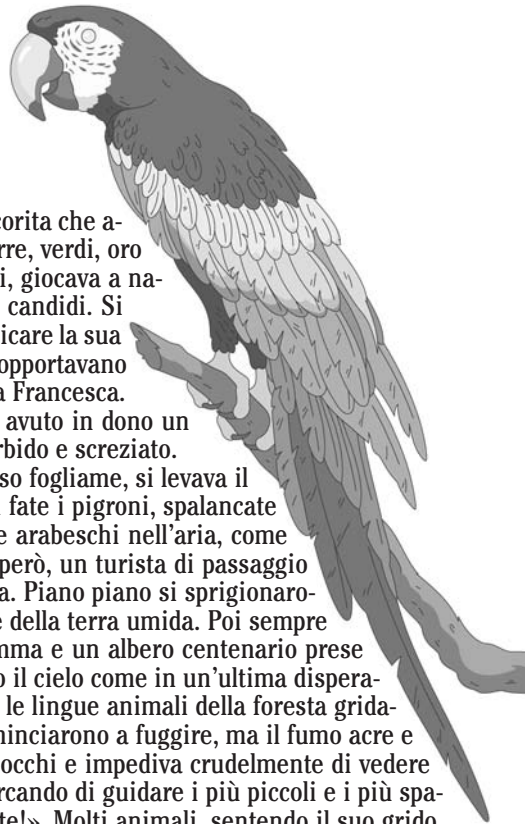 corita che a-
rre, verdi, oro
i, giocava a na-
candidi. Si
icare la sua
opportavano
a Francesca.
avuto in dono un
rbido e screziato.
so fogliame, si levava il
fate i pigroni, spalancate
e arabeschi nell'aria, come
però, un turista di passaggio
a. Piano piano si sprigionaro-
e della terra umida. Poi sempre
mma e un albero centenario prese
o il cielo come in un'ultima dispera-
le lingue animali della foresta grida-
minciarono a fuggire, ma il fumo acre e
occhi e impediva crudelmente di vedere
rcando di guidare i più piccoli e i più spa-
te!». Molti animali, sentendo il suo grido